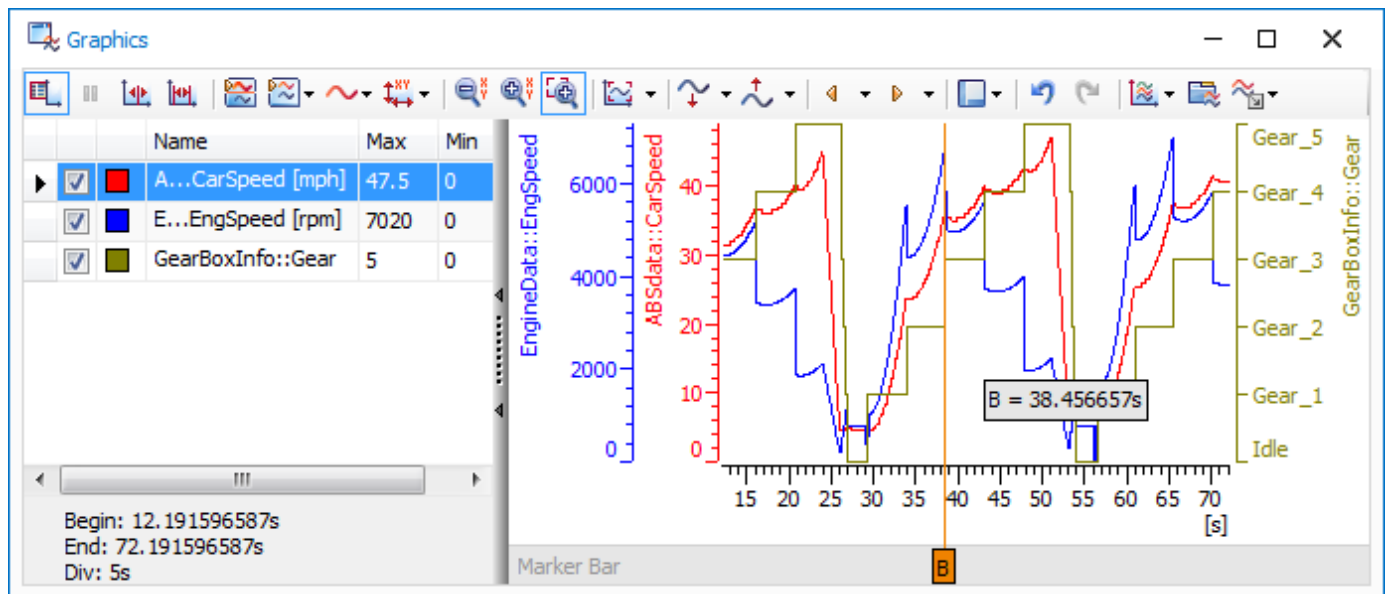 Graphics
Name Max Min
A...CarSpeed [mph] 47.5 0
E...EngSpeed [rpm] 7020 0
GearBoxInfo::Gear 5 0
Begin: 12.191596587s
End: 72.191596587s
Div: 5s
EngineData::EngSpeed
6000
4000
2000
0
ABSdata::CarSpeed
40
30
20
10
0
B = 38.456657s
Gear_5
Gear_4
Gear_3
Gear_2
Gear_1
Idle
GearBoxInfo::Gear
15 20 25 30 35 40 45 50 55 60 65 70
[s]
Marker Bar
B